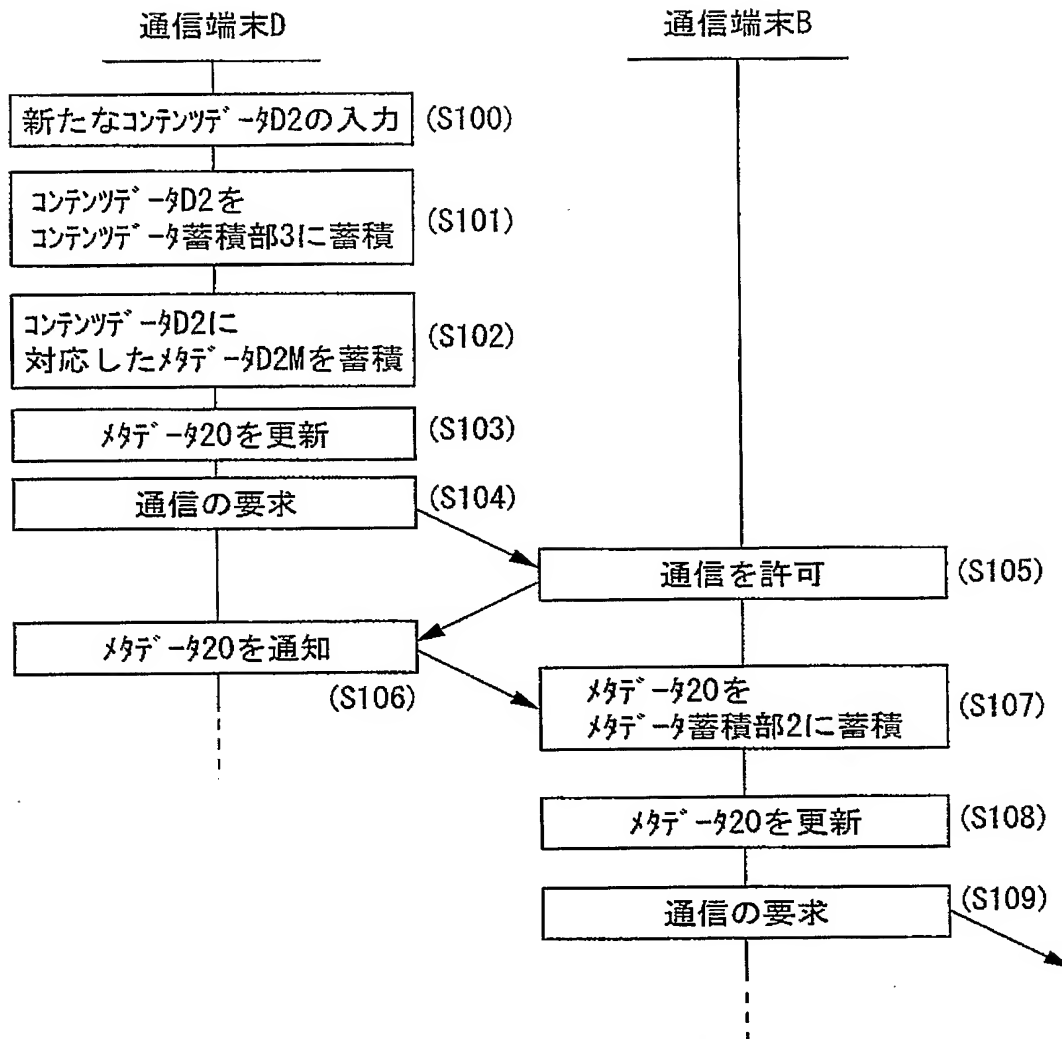 通信端末D
通信端末B
新たなコンテンツデータD2の入力
(S100)
コンテンツデータD2を
コンテンツデータ蓄積部3に蓄積
(S101)
コンテンツデータD2に
対応したメタデータD2Mを蓄積
(S102)
メタデータ20を更新
(S103)
通信の要求
(S104)
通信を許可
(S105)
メタデータ20を通知
(S106)
メタデータ20を
メタデータ蓄積部2に蓄積
(S107)
メタデータ20を更新
(S108)
通信の要求
(S109)